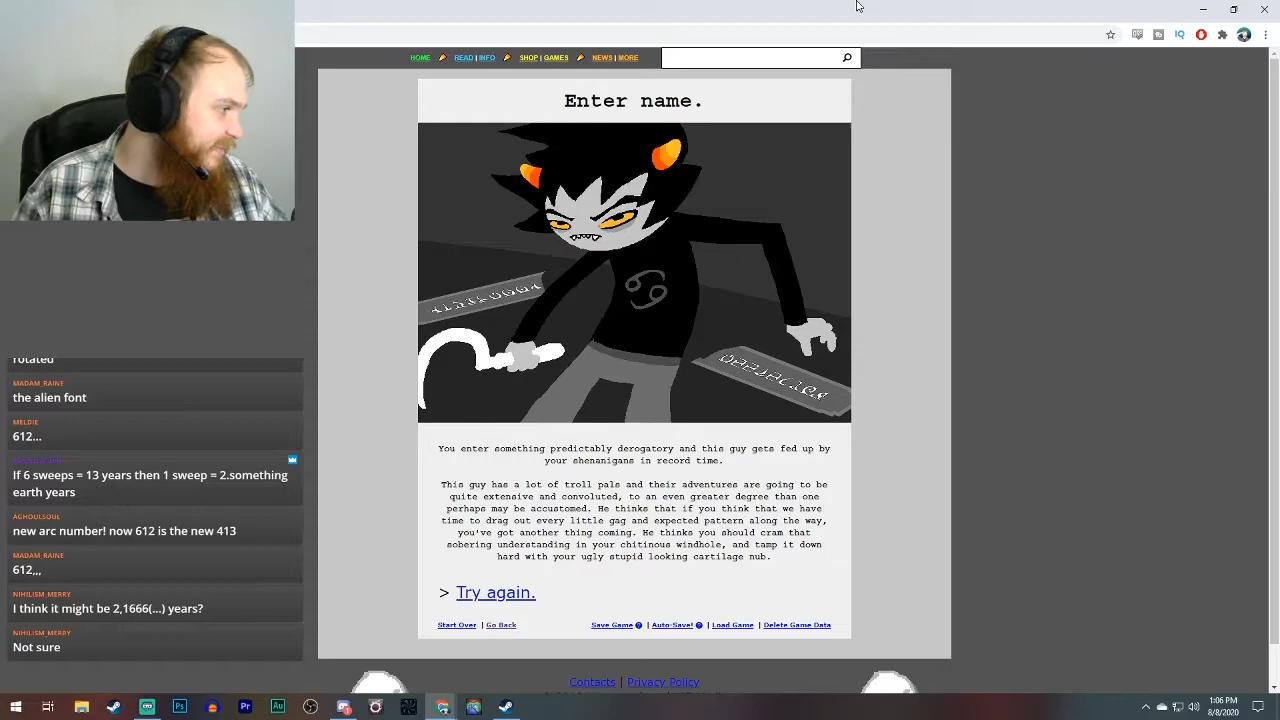 HOME READ | INFO SHOP | GAMES NEWS | MORE
Enter name.
You enter something predictably derogatory and this guy gets fed up by
your shenanigans in record time.
This guy has a lot of troll pals and their adventures are going to be
quite extensive and convoluted, to an even greater degree than one
perhaps may be accustomed. He thinks that if you think that we have
time to drag out every little gag and expected pattern along the way,
you've got another thing coming. He thinks you should cram that
sobering understanding in your chitinous windhole, and tamp it down
hard with your ugly stupid looking cartilage nub.
> Try again.
Start Over | Go Back Save Game ? | Auto-Save! ? | Load Game | Delete Game Data
Contacts | Privacy Policy
rotated
MADAM_RAINE
the alien font
MELDIE
612...
If 6 sweeps = 13 years then 1 sweep = 2.something
earth years
AGHOULSOUL
new arc number! now 612 is the new 413
MADAM_RAINE
612,,,
NIHILISM_MERRY
I think it might be 2,1666(...) years?
NIHILISM_MERRY
Not sure
1:06 PM
8/8/2020